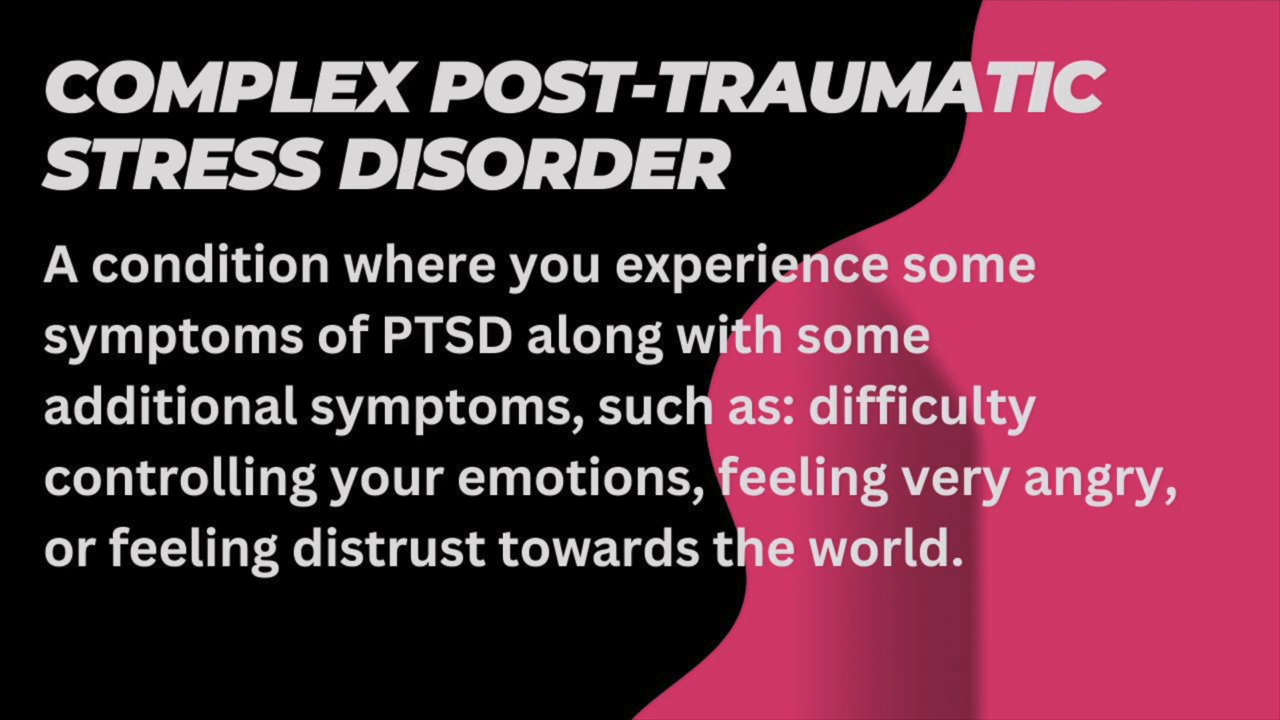 COMPLEX POST-TRAUMATIC
STRESS DISORDER
A condition where you experience some
symptoms of PTSD along with some
additional symptoms, such as: difficulty
controlling your emotions, feeling very angry,
or feeling distrust towards the world.